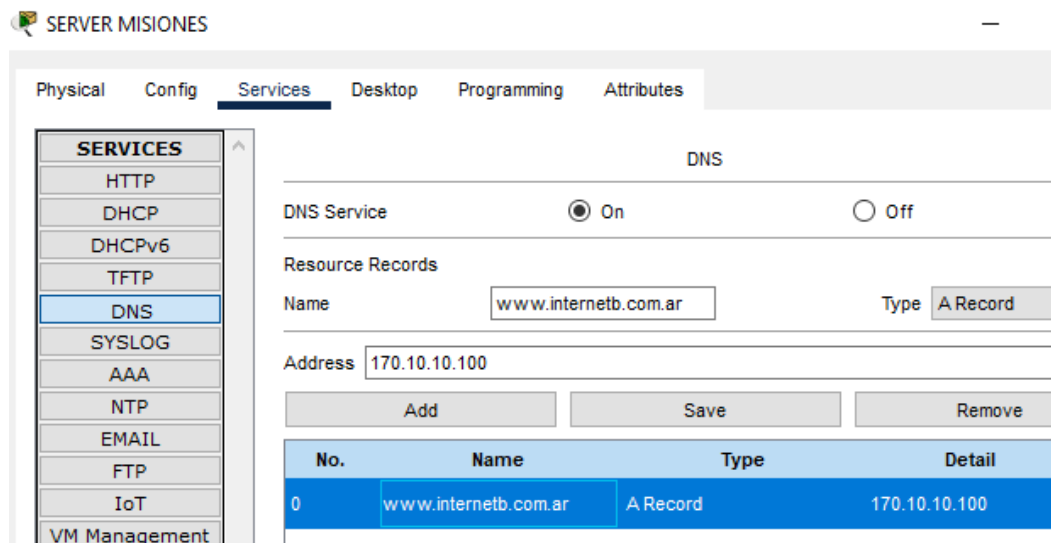 SERVER MISIONES
Physical Config Services Desktop Programming Attributes
SERVICES
HTTP
DHCP
DHCPv6
TFTP
DNS
SYSLOG
AAA
NTP
EMAIL
FTP
IoT
VM Management
DNS
DNS Service On Off
Resource Records
Name www.internetb.com.ar Type A Record
Address 170.10.10.100
Add Save Remove
No. Name Type Detail
0 www.internetb.com.ar A Record 170.10.10.100